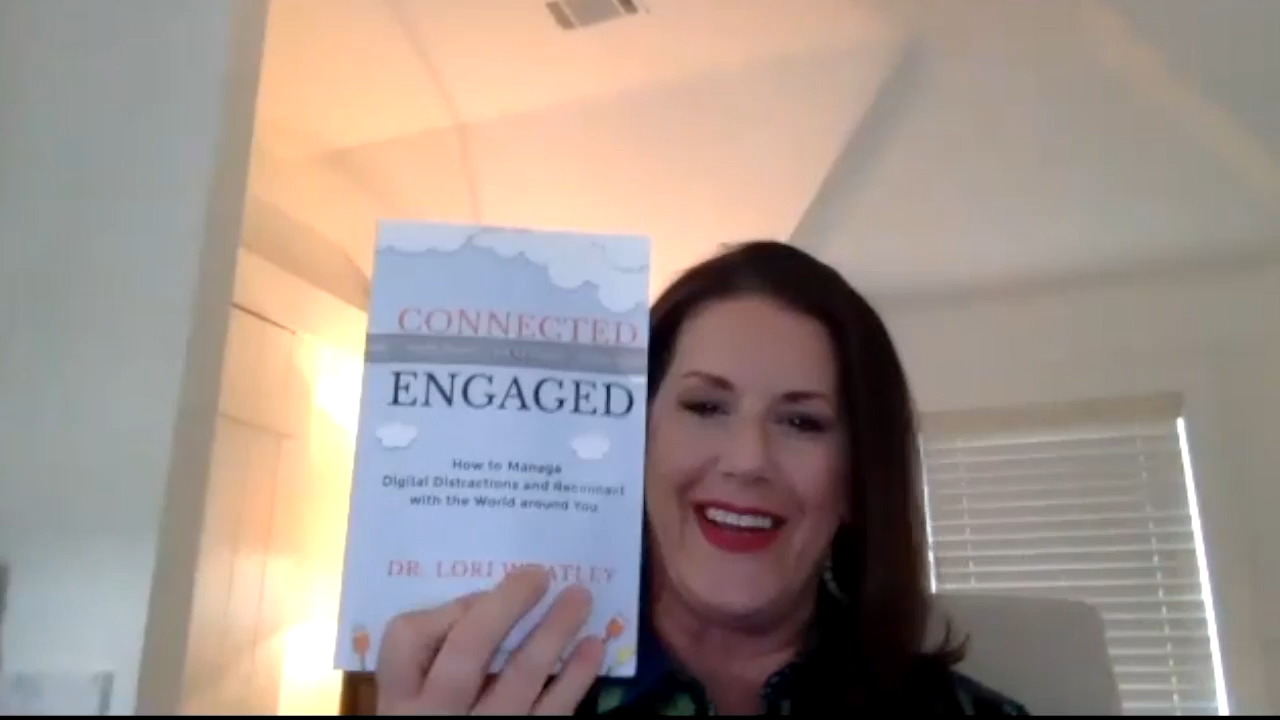 CONNECTED
ENGAGED
How to Manage
Digital Distractions and Reconnect
with the World around You
DR. LORI